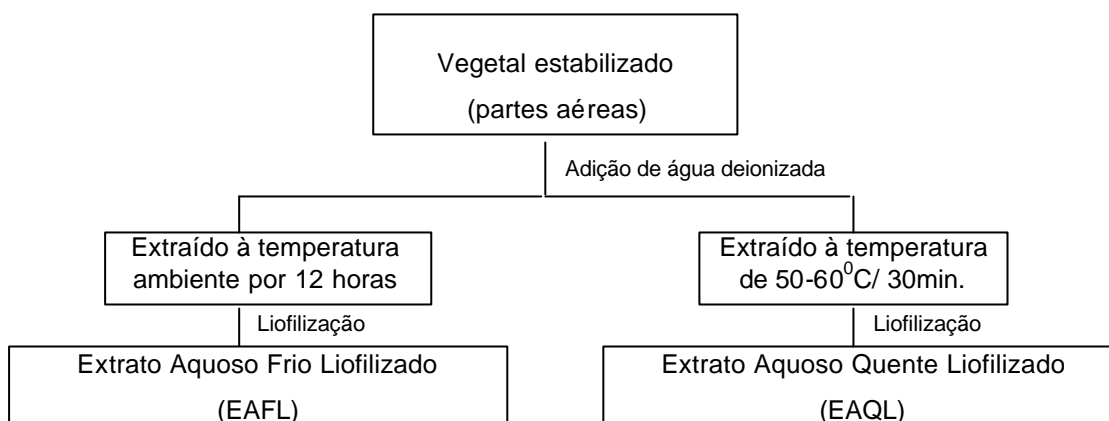 Vegetal estabilizado
(partes aéreas)
Adição de água deionizada
Extraído à temperatura
ambiente por 12 horas
Extraído à temperatura
de 50-60⁰C/ 30min.
Liofilização
Liofilização
Extrato Aquoso Frio Liofilizado
(EAFL)
Extrato Aquoso Quente Liofilizado
(EAQL)